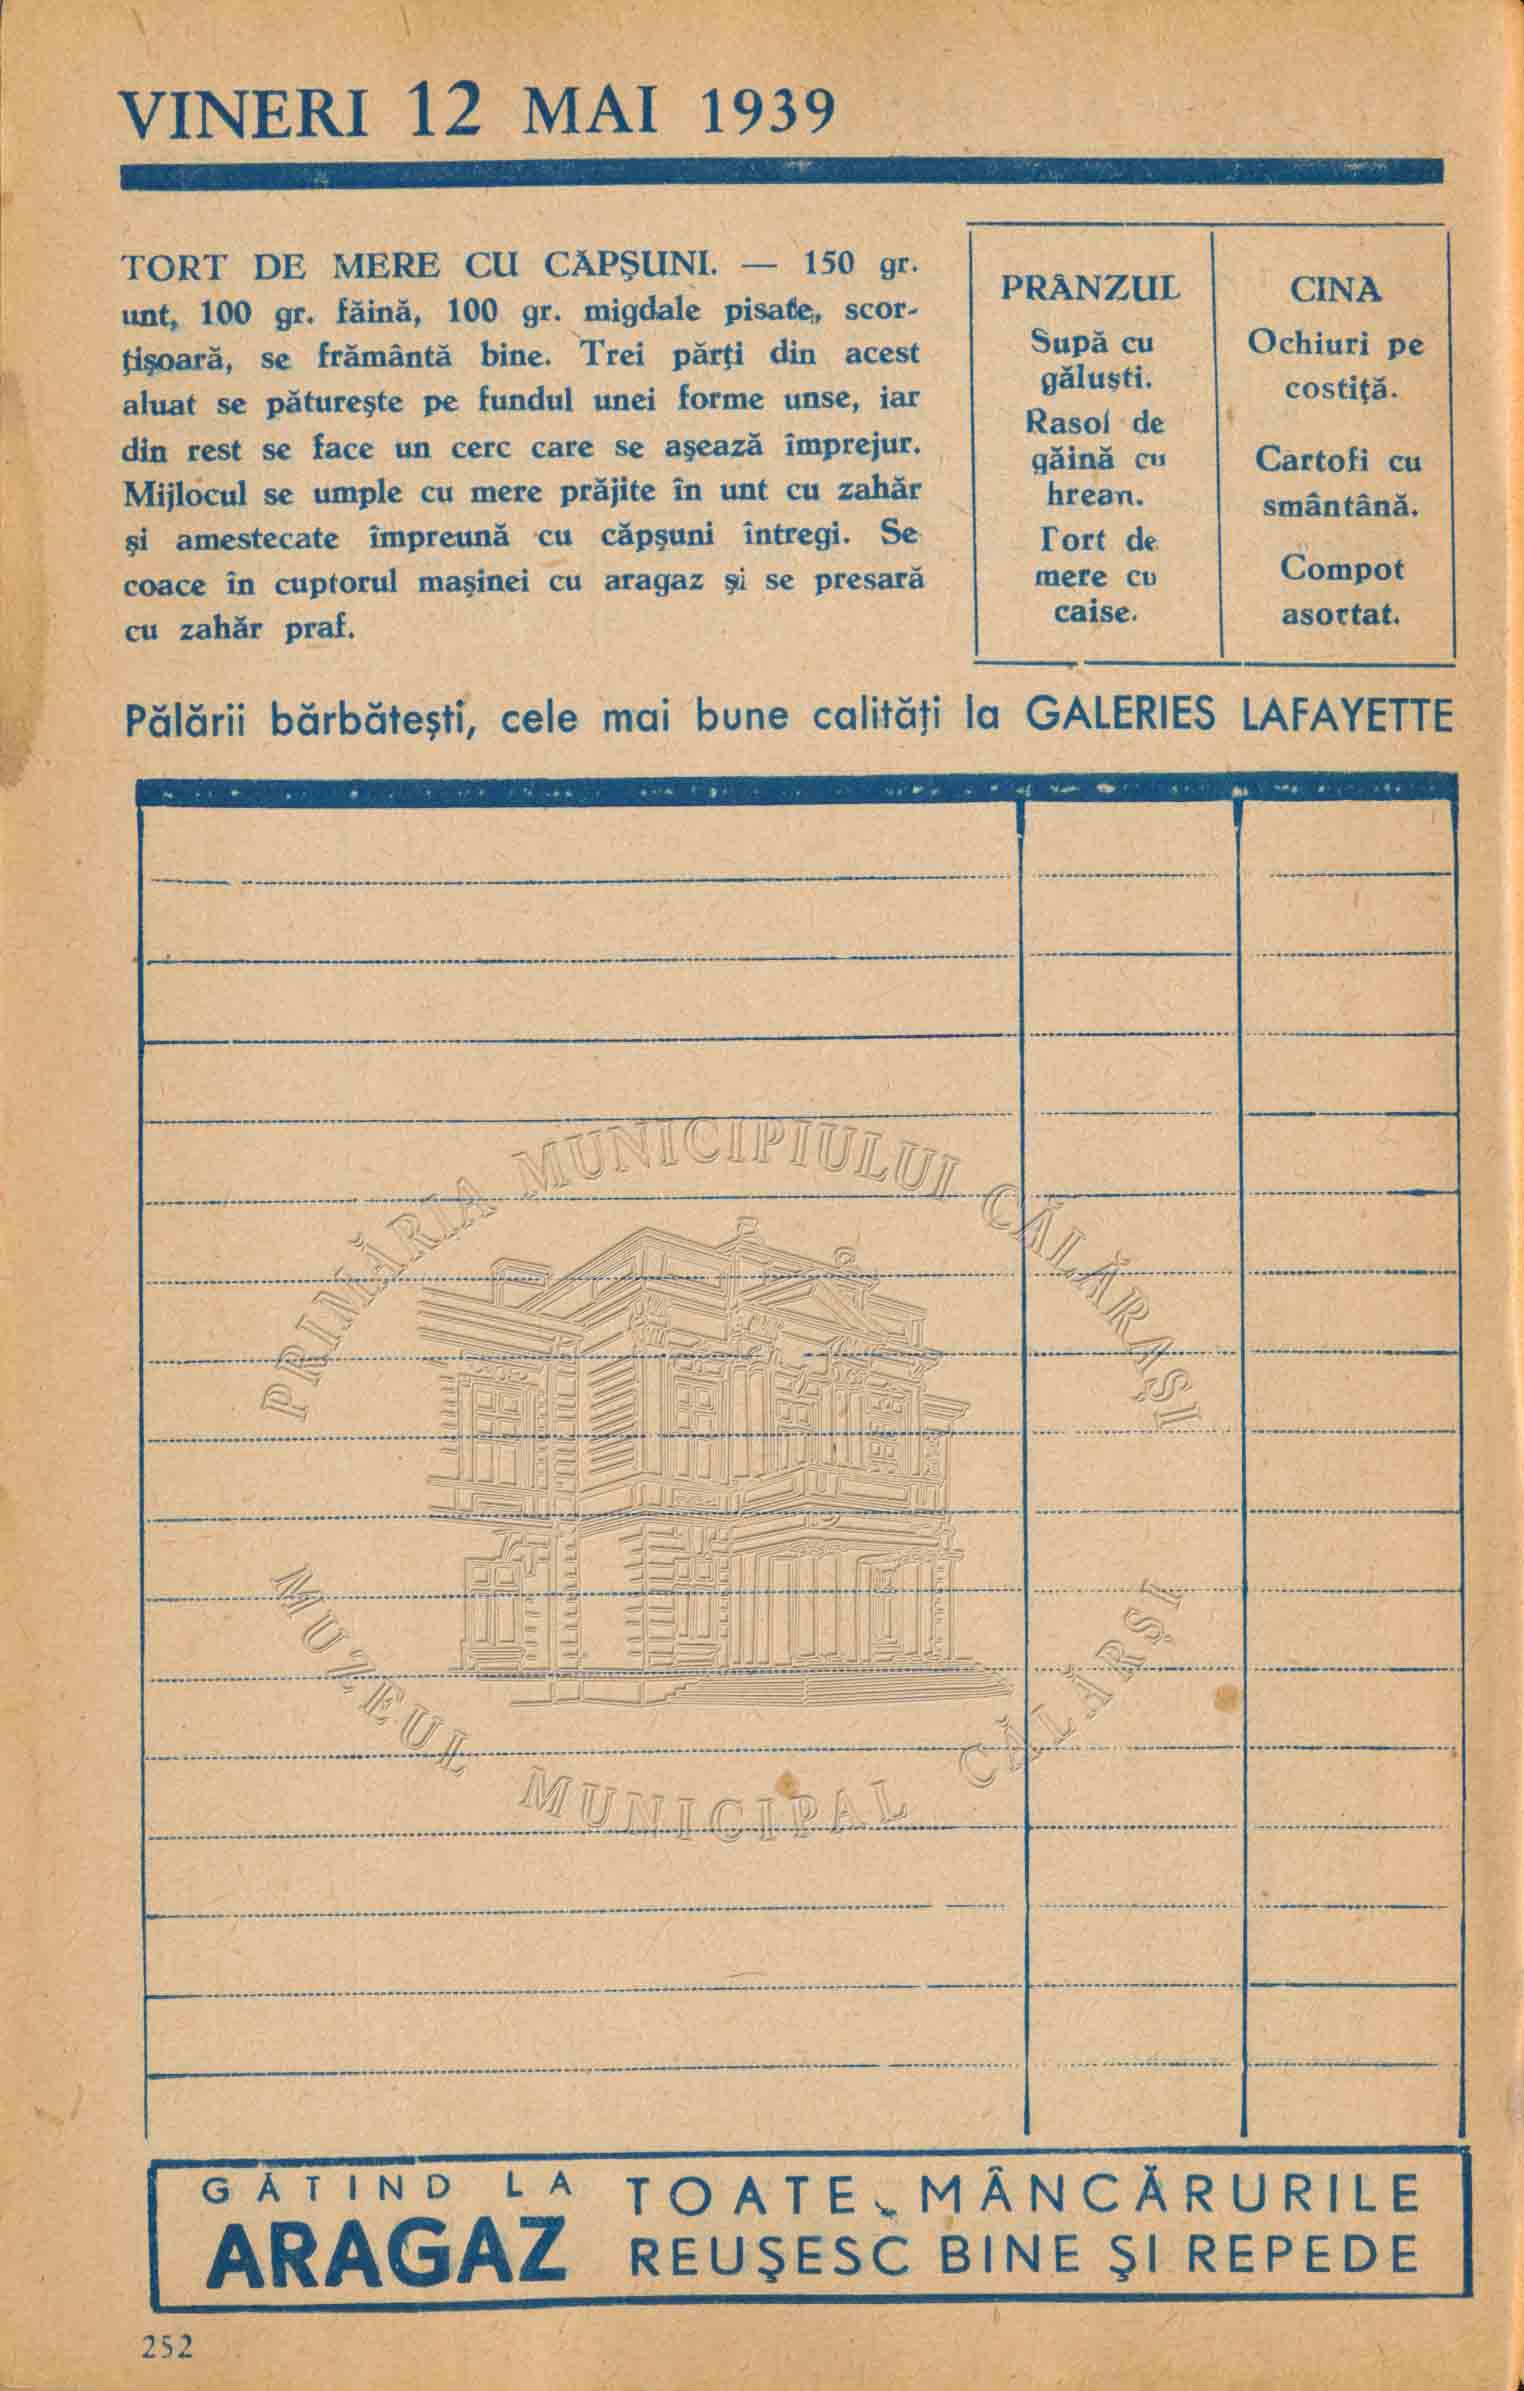 VINERI 12 MAI 1939
TORT DE MERE CU CĂPŞUNI. — 150 gr.
unt, 100 gr. făină, 100 gr. migdale pisate, scor-
ţişoară, se frământă bine. Trei părţi din acest
aluat se pătureşte pe fundul unei forme unse, iar
din rest se face un cerc care se aşează împrejur.
Mijlocul se umple cu mere prăjite în unt cu zahăr
şi amestecate împreună cu căpşuni întregi. Se
coace în cuptorul maşinei cu aragaz şi se presară
cu zahăr praf.
PRÂNZUL
Supă cu
găluşti.
Rasol de
găină cu
hrean.
Tort de
mere cu
caise.
CINA
Ochiuri pe
costiţă.
Cartofi cu
smântână.
Compot
asortat.
Pălării bărbăteşti, cele mai bune calităţi la GALERIES LAFAYETTE
PRIMĂRIA MUNICIPIULUI CĂLĂRAȘI
MUZEUL MUNICIPAL CĂLĂRȘI
GĂTIND LA
ARAGAZ
TOATE MÂNCĂRURILE
REUŞESC BINE ŞI REPEDE
252